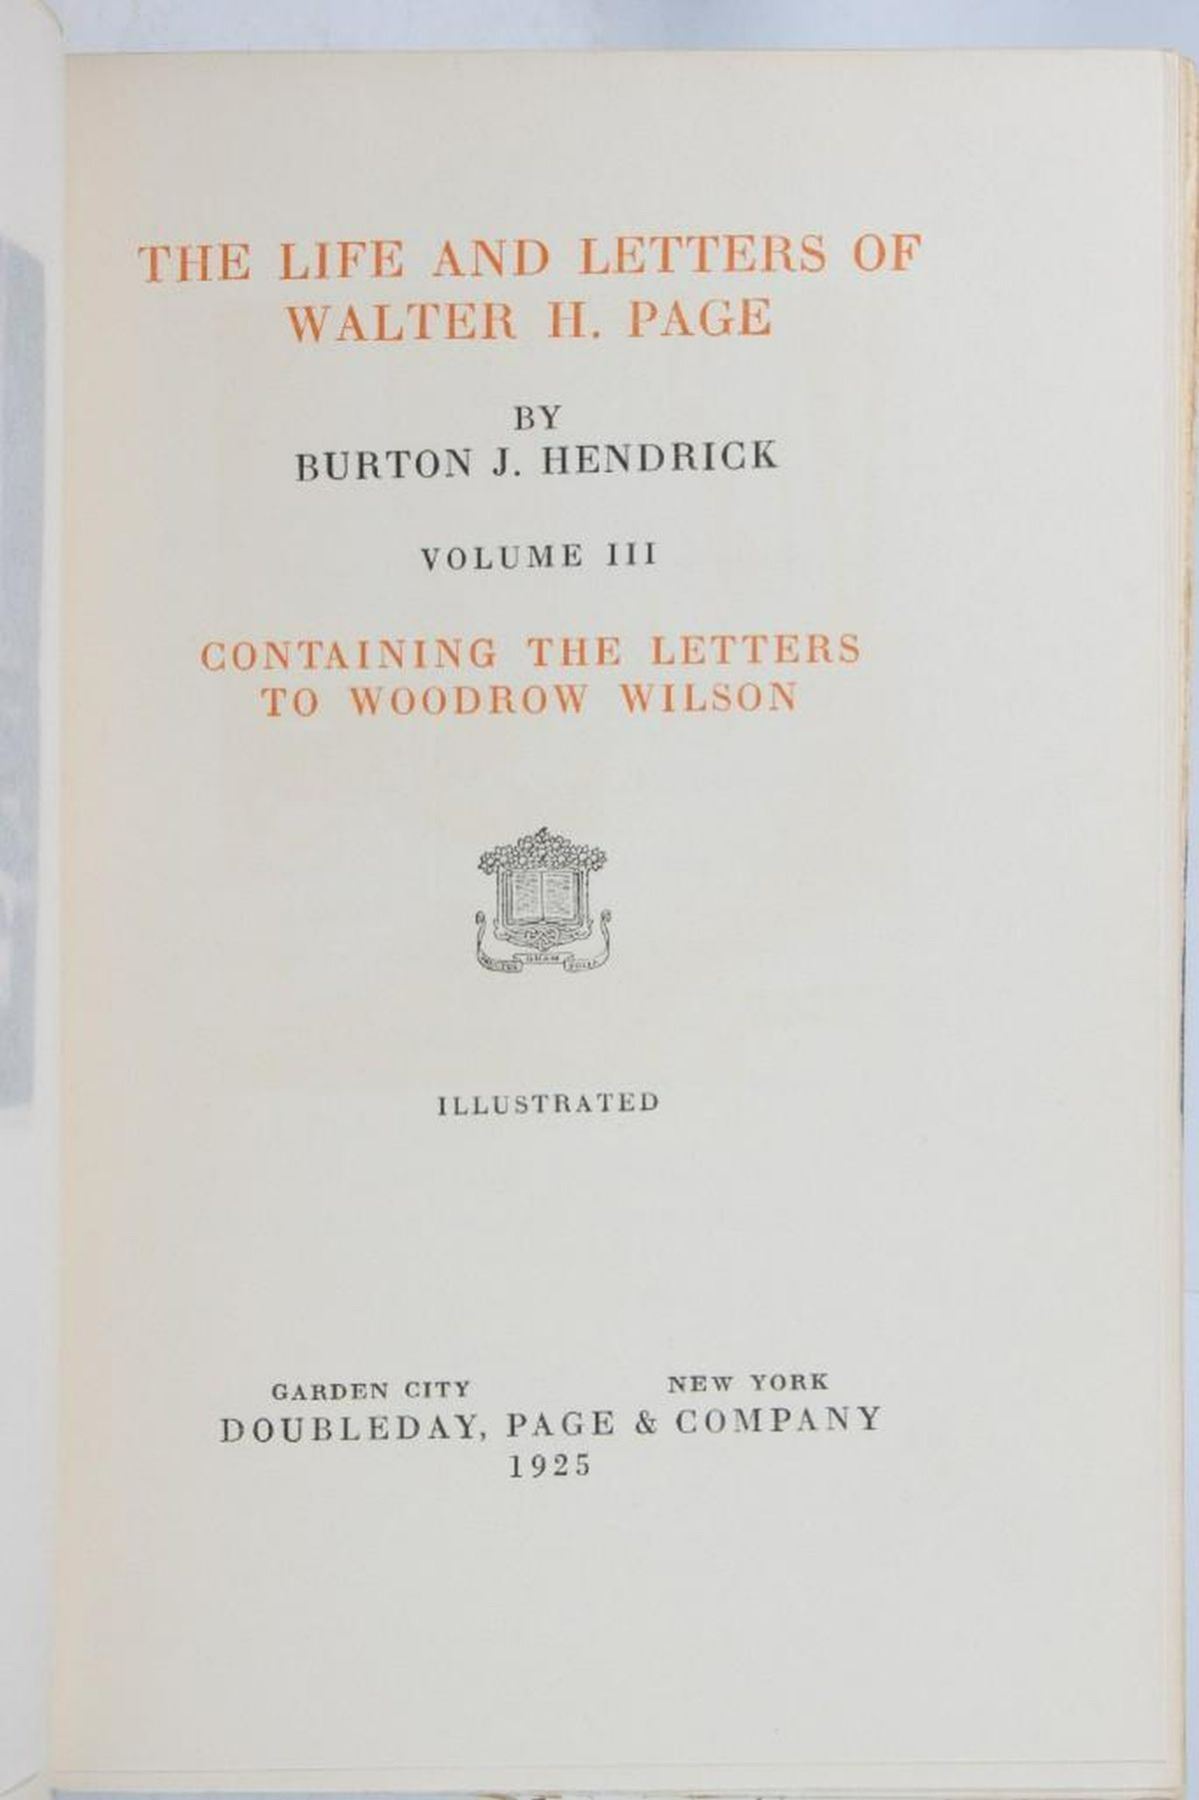 THE LIFE AND LETTERS OF
WALTER H. PAGE
BY
BURTON J. HENDRICK
VOLUME III
CONTAINING THE LETTERS
TO WOODROW WILSON
ILLUSTRATED
GARDEN CITY NEW YORK
DOUBLEDAY, PAGE & COMPANY
1925